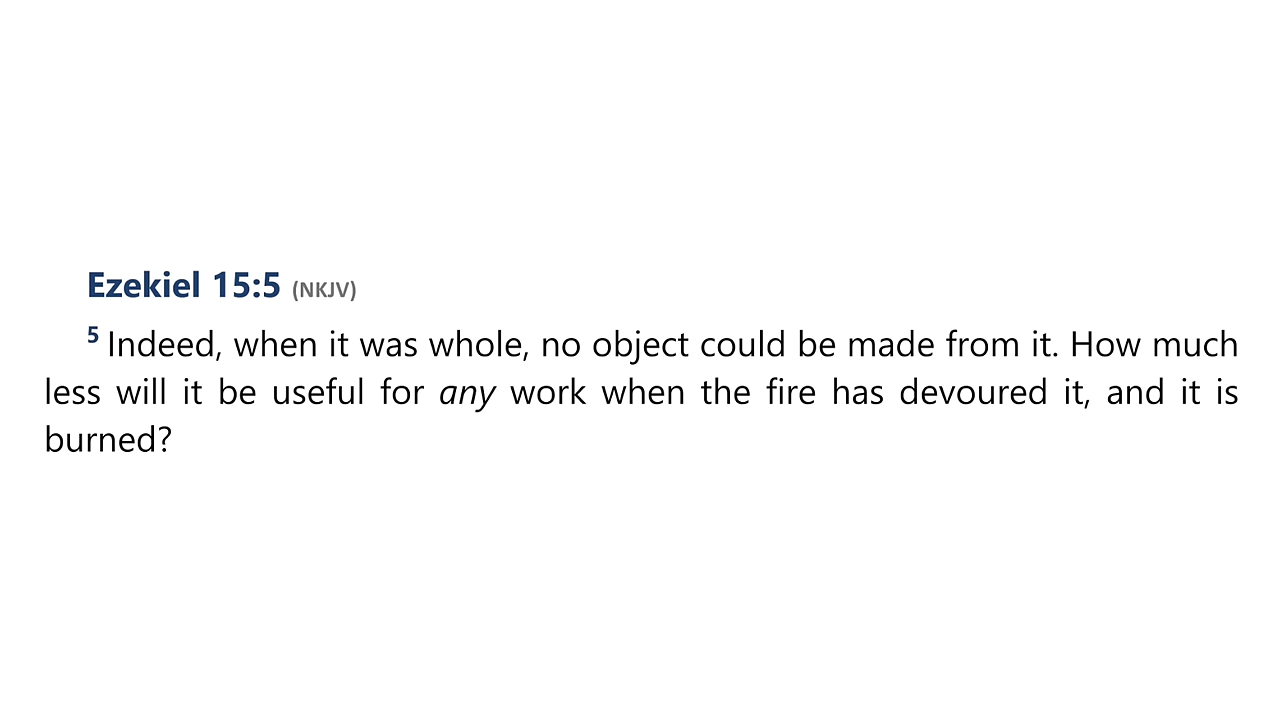 Ezekiel 15:5 (NKJV)
5 Indeed, when it was whole, no object could be made from it. How much
less will it be useful for any work when the fire has devoured it, and it is
burned?